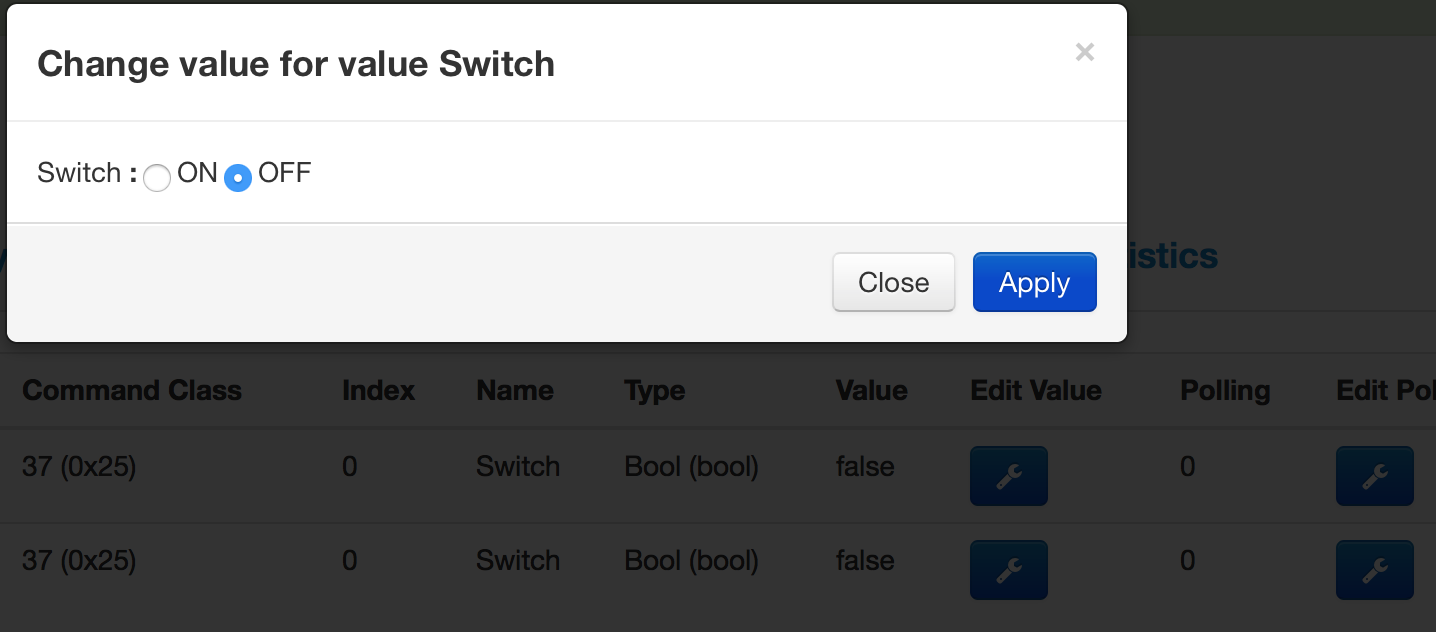 Change value for value Switch
×
Switch : ON OFF
Close Apply
istics
Command Class Index Name Type Value Edit Value Polling Edit Pol
37 (0x25) 0 Switch Bool (bool) false 0
37 (0x25) 0 Switch Bool (bool) false 0